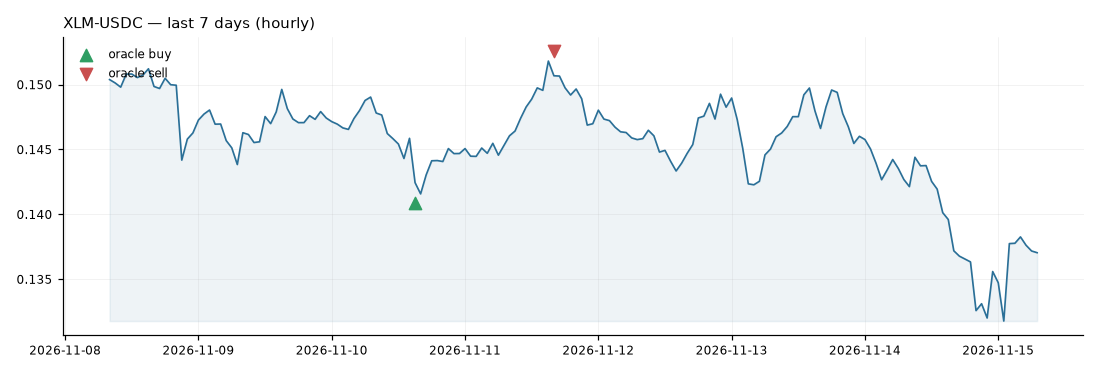 XLM-USDC — last 7 days (hourly)
oracle buy
oracle sell
0.150
0.145
0.140
0.135
2026-11-08 2026-11-09 2026-11-10 2026-11-11 2026-11-12 2026-11-13 2026-11-14 2026-11-15